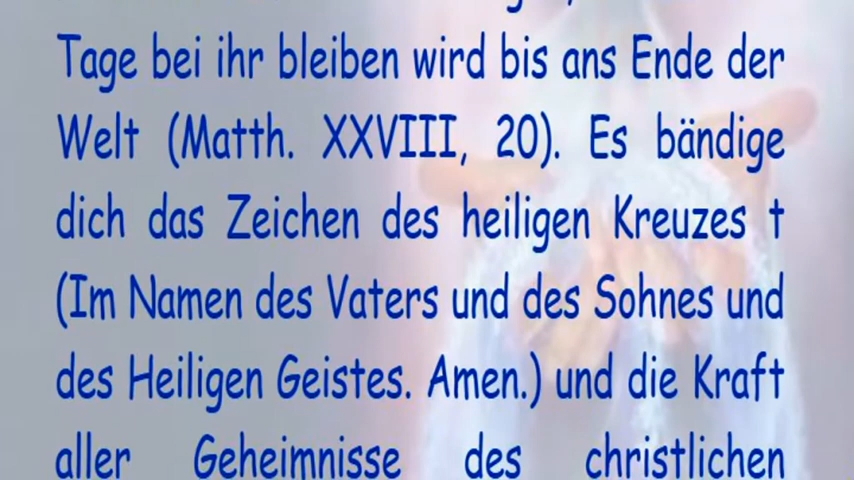 Tage bei ihr bleiben wird bis ans Ende der
Welt (Matth. XXVIII, 20). Es bändige
dich das Zeichen des heiligen Kreuzes t
(Im Namen des Vaters und des Sohnes und
des Heiligen Geistes. Amen.) und die Kraft
aller Geheimnisse des christlichen